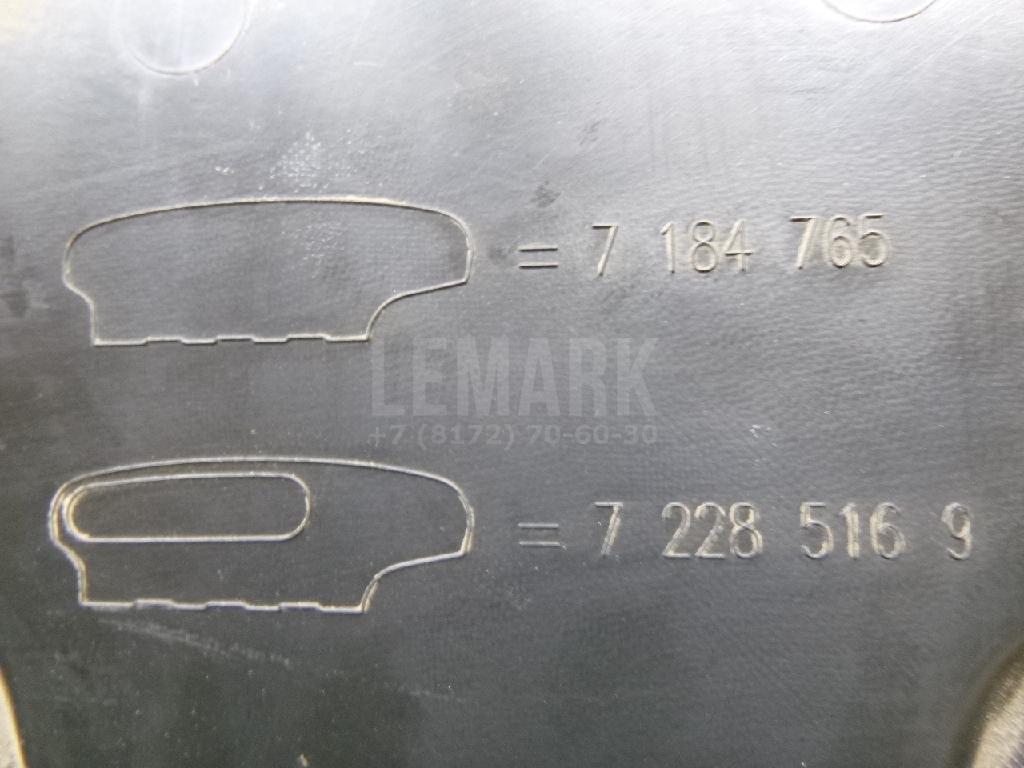 = 7 184 765
LEMARK
+7 (8172) 70-60-30
= 7 228 516 9